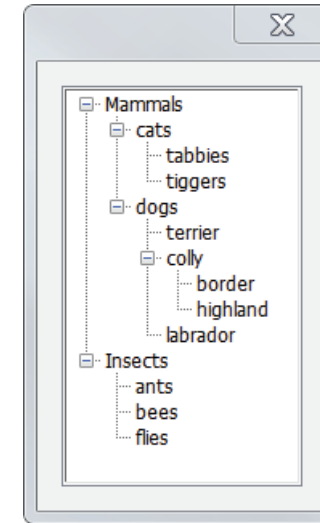 Mammals
cats
tabbies
tiggers
dogs
terrier
colly
border
highland
labrador
Insects
ants
bees
flies